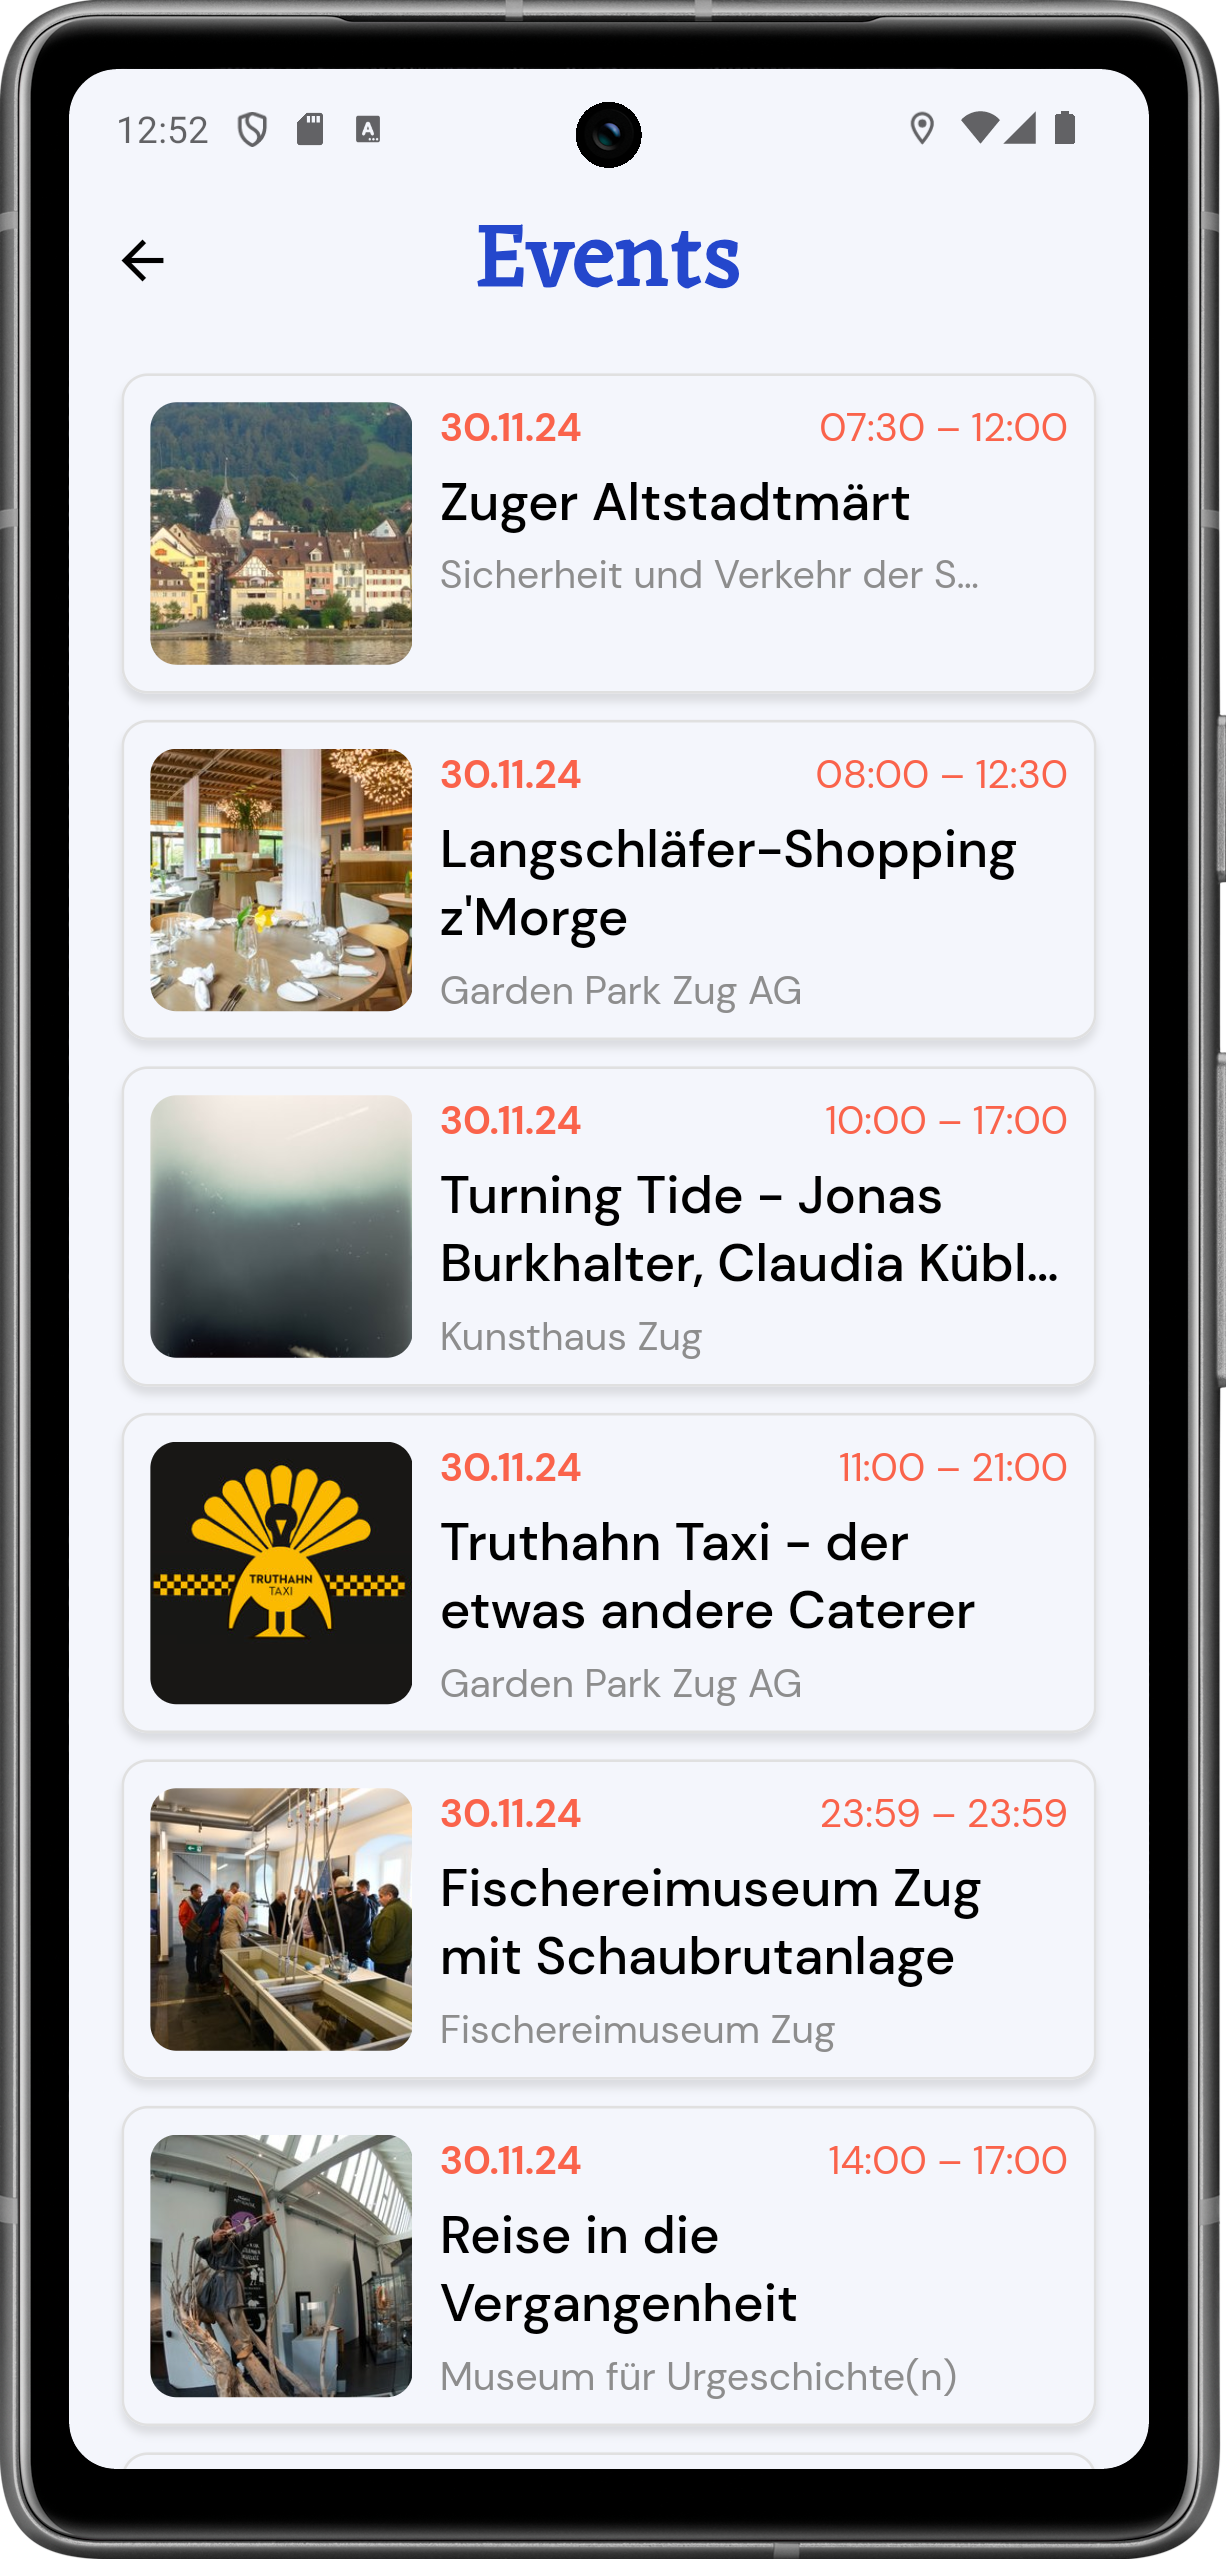 12:52
Events
30.11.24 07:30 – 12:00
Zuger Altstadtmärt
Sicherheit und Verkehr der S...
30.11.24 08:00 – 12:30
Langschläfer-Shopping
z'Morge
Garden Park Zug AG
30.11.24 10:00 – 17:00
Turning Tide - Jonas
Burkhalter, Claudia Kübl...
Kunsthaus Zug
TRUTHAHN
TAXI
30.11.24 11:00 – 21:00
Truthahn Taxi - der
etwas andere Caterer
Garden Park Zug AG
30.11.24 23:59 – 23:59
Fischereimuseum Zug
mit Schaubrutanlage
Fischereimuseum Zug
30.11.24 14:00 – 17:00
Reise in die
Vergangenheit
Museum für Urgeschichte(n)